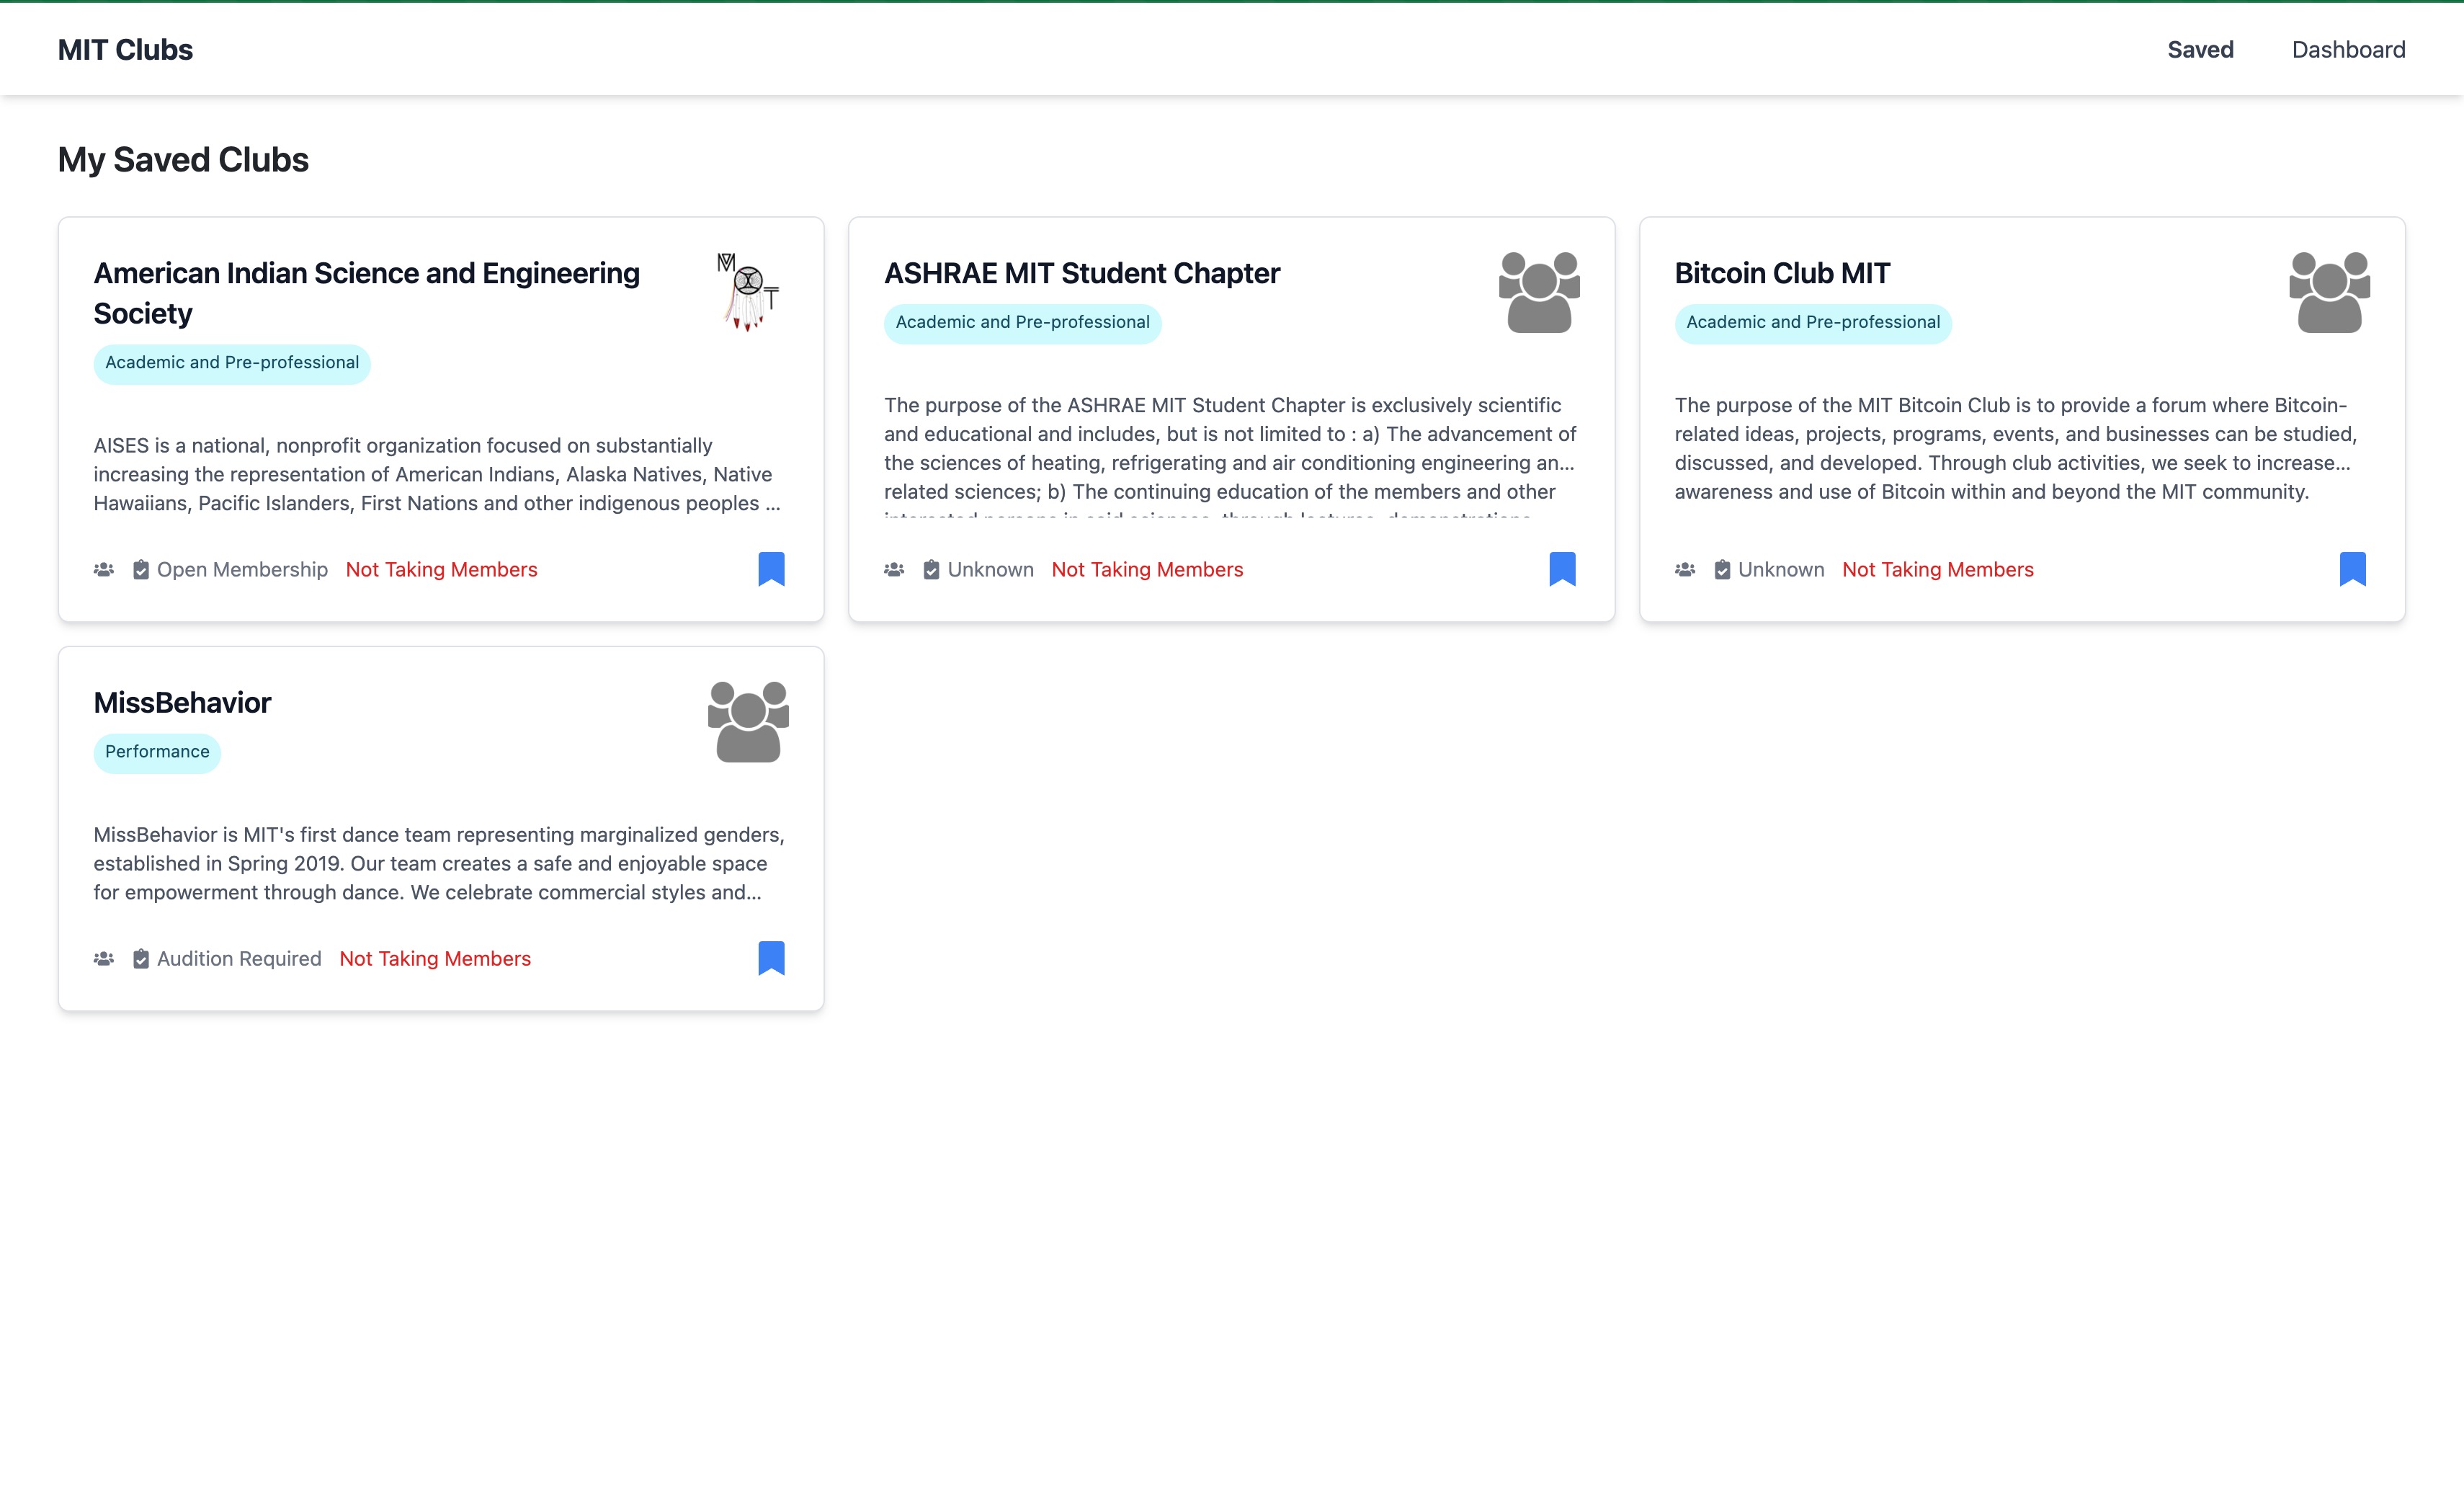 MIT Clubs
Saved
Dashboard
My Saved Clubs
American Indian Science and Engineering
Society
Academic and Pre-professional
AISES is a national, nonprofit organization focused on substantially
increasing the representation of American Indians, Alaska Natives, Native
Hawaiians, Pacific Islanders, First Nations and other indigenous peoples ...
Open Membership Not Taking Members
ASHRAE MIT Student Chapter
Academic and Pre-professional
The purpose of the ASHRAE MIT Student Chapter is exclusively scientific
and educational and includes, but is not limited to : a) The advancement of
the sciences of heating, refrigerating and air conditioning engineering an...
related sciences; b) The continuing education of the members and other
Unknown Not Taking Members
Bitcoin Club MIT
Academic and Pre-professional
The purpose of the MIT Bitcoin Club is to provide a forum where Bitcoin-
related ideas, projects, programs, events, and businesses can be studied,
discussed, and developed. Through club activities, we seek to increase...
awareness and use of Bitcoin within and beyond the MIT community.
Unknown Not Taking Members
MissBehavior
Performance
MissBehavior is MIT's first dance team representing marginalized genders,
established in Spring 2019. Our team creates a safe and enjoyable space
for empowerment through dance. We celebrate commercial styles and...
Audition Required Not Taking Members